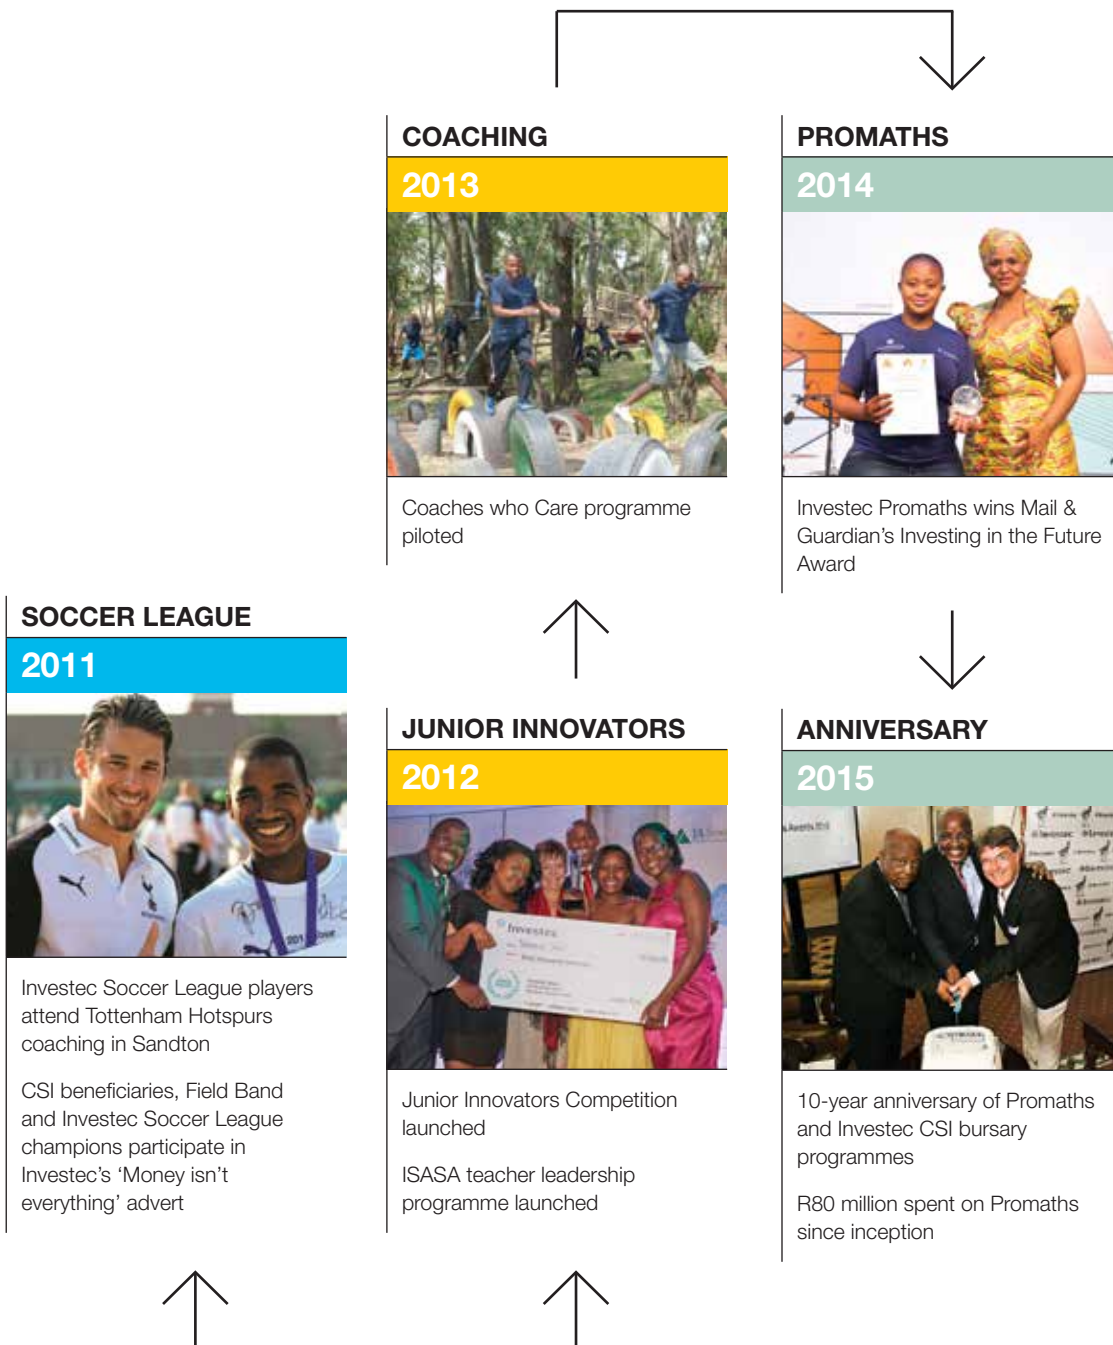 COACHING
2013
Coaches who Care programme
piloted
PROMATHS
2014
Investec Promaths wins Mail &
Guardian's Investing in the Future
Award
SOCCER LEAGUE
2011
Investec Soccer League players
attend Tottenham Hotspurs
coaching in Sandton
CSI beneficiaries, Field Band
and Investec Soccer League
champions participate in
Investec's 'Money isn't
everything' advert
JUNIOR INNOVATORS
2012
Investec
Junior Innovators Competition
launched
ISASA teacher leadership
programme launched
ANNIVERSARY
2015
Investec
10-year anniversary of Promaths
and Investec CSI bursary
programmes
R80 million spent on Promaths
since inception